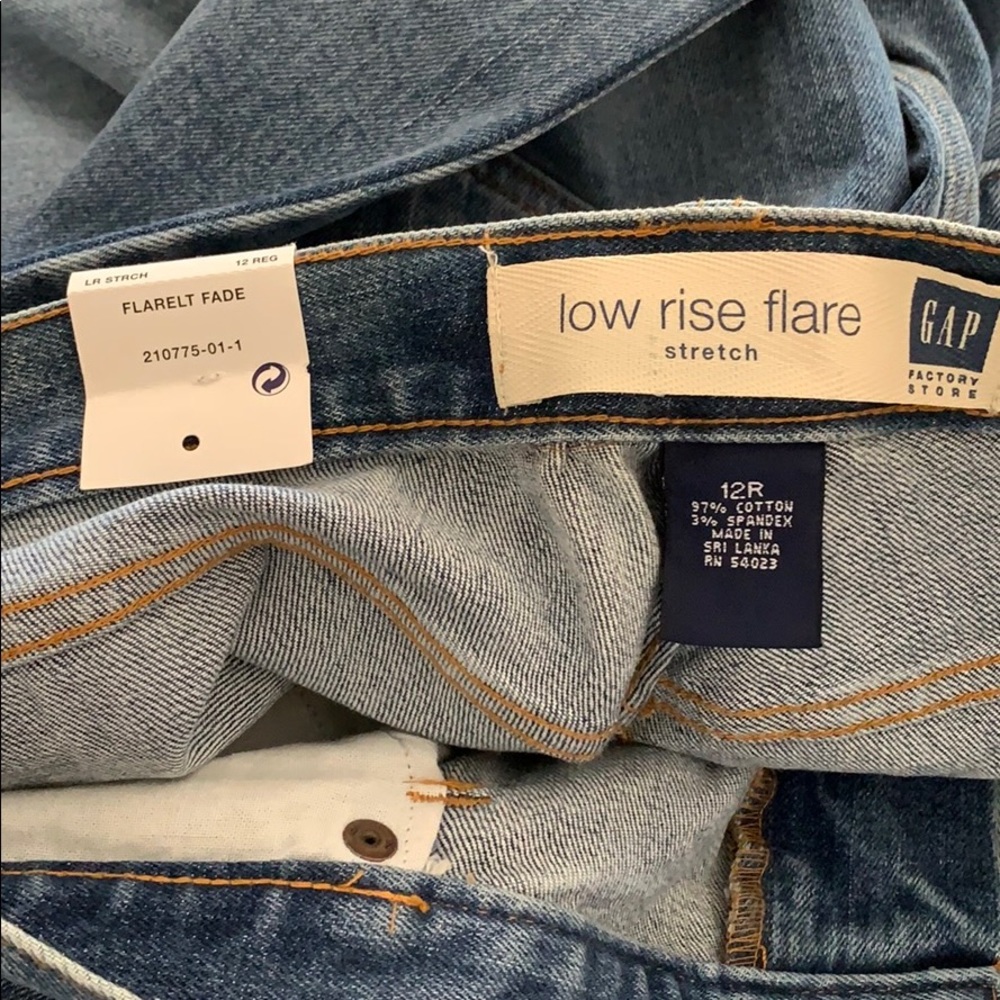 LR STRCH 12 REG
FLARELT FADE
210775-01-1
low rise flare
stretch
GAP
FACTORY
STORE
12R
97% COTTON
3% SPANDEX
MADE IN
SRI LANKA
RN 54023